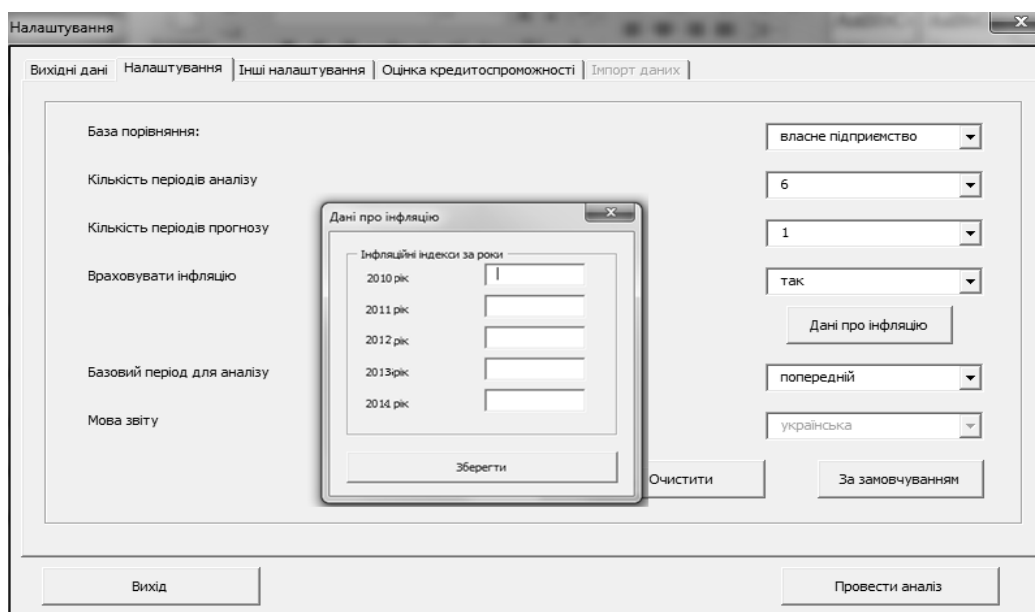 Налаштування
Вихідні дані Налаштування Інші налаштування Оцінка кредитоспроможності Імпорт даних
База порівняння: власне підприємство
Кількість періодів аналізу 6
Кількість періодів прогнозу 1
Враховувати інфляцію так
Дані про інфляцію
Базовий період для аналізу попередній
Мова звіту українська
Очистити За замовчуванням
Дані про інфляцію
Інфляційні індекси за роки
2010 рік
2011 рік
2012 рік
2013 рік
2014 рік
Зберегти
Вихід Провести аналіз